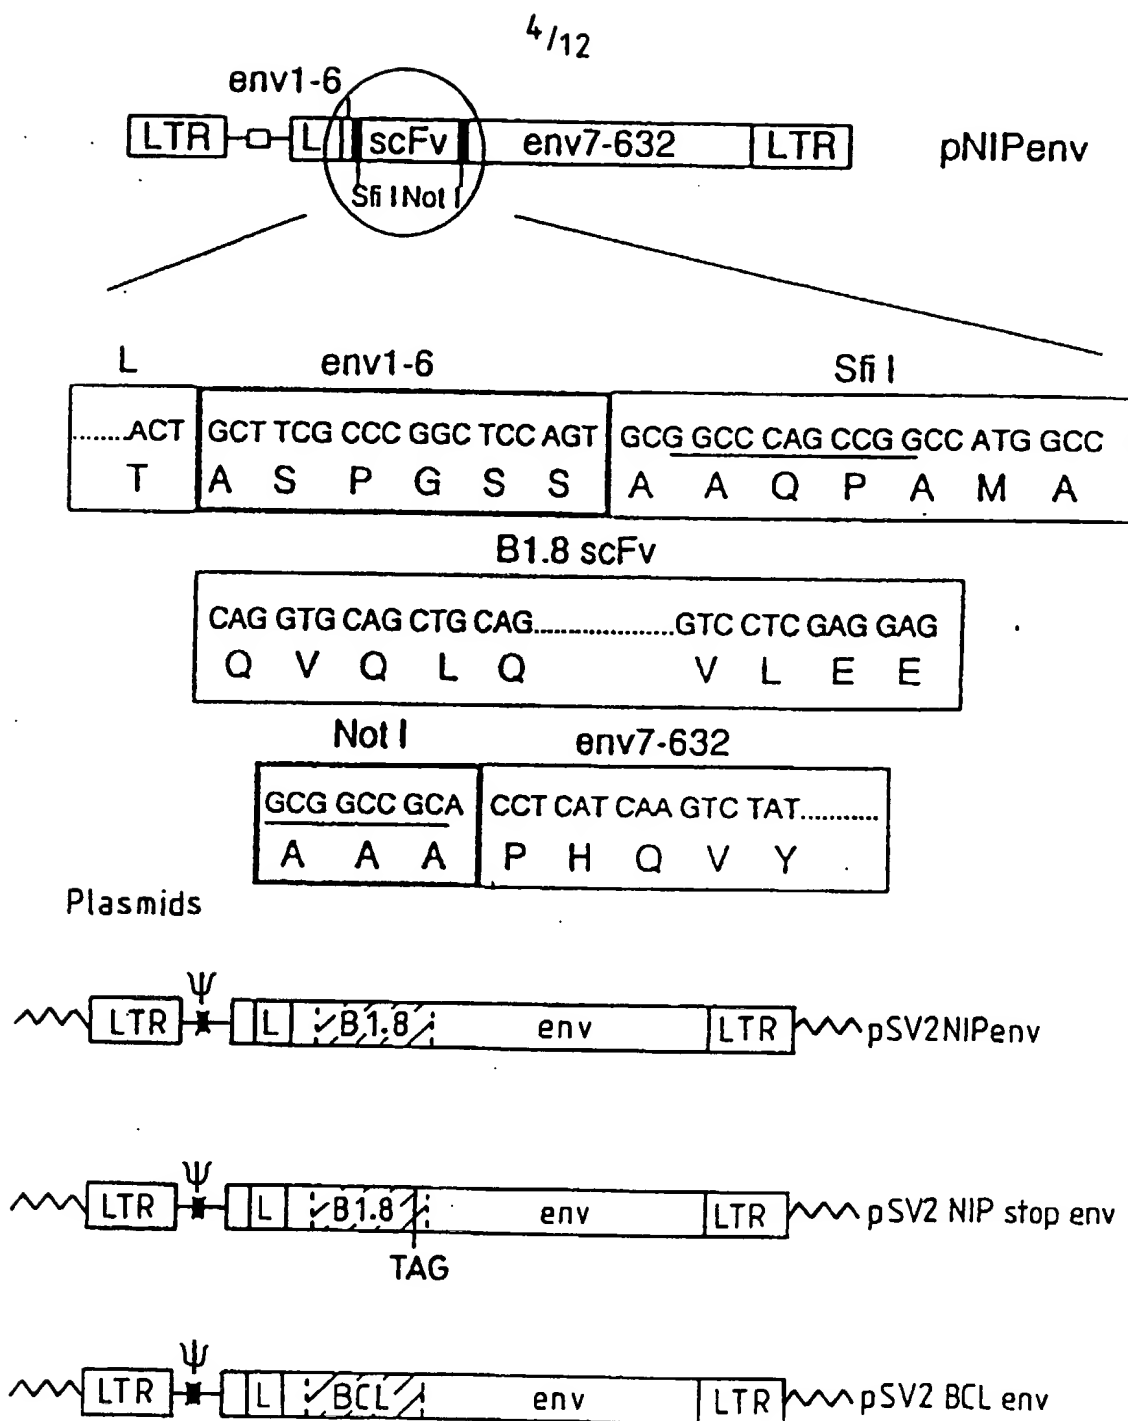 4/12
env1-6
LTR L scFv env7-632 LTR pNIPenv
Sfi I Not I
L env1-6 Sfi I
........ACT GCT TCG CCC GGC TCC AGT GCG GCC CAG CCG GCC ATG GCC
T A S P G S S A A Q P A M A
B1.8 scFv
CAG GTG CAG CTG CAG....................GTC CTC GAG GAG
Q V Q L Q V L E E
Not I env7-632
GCG GCC GCA CCT CAT CAA GTC TAT...........
A A A P H Q V Y
Plasmids
Ψ
LTR L B1.8 env LTR pSV2NIPenv
Ψ
LTR L B1.8 env LTR pSV2 NIP stop env
TAG
Ψ
LTR L BCL env LTR pSV2 BCL env